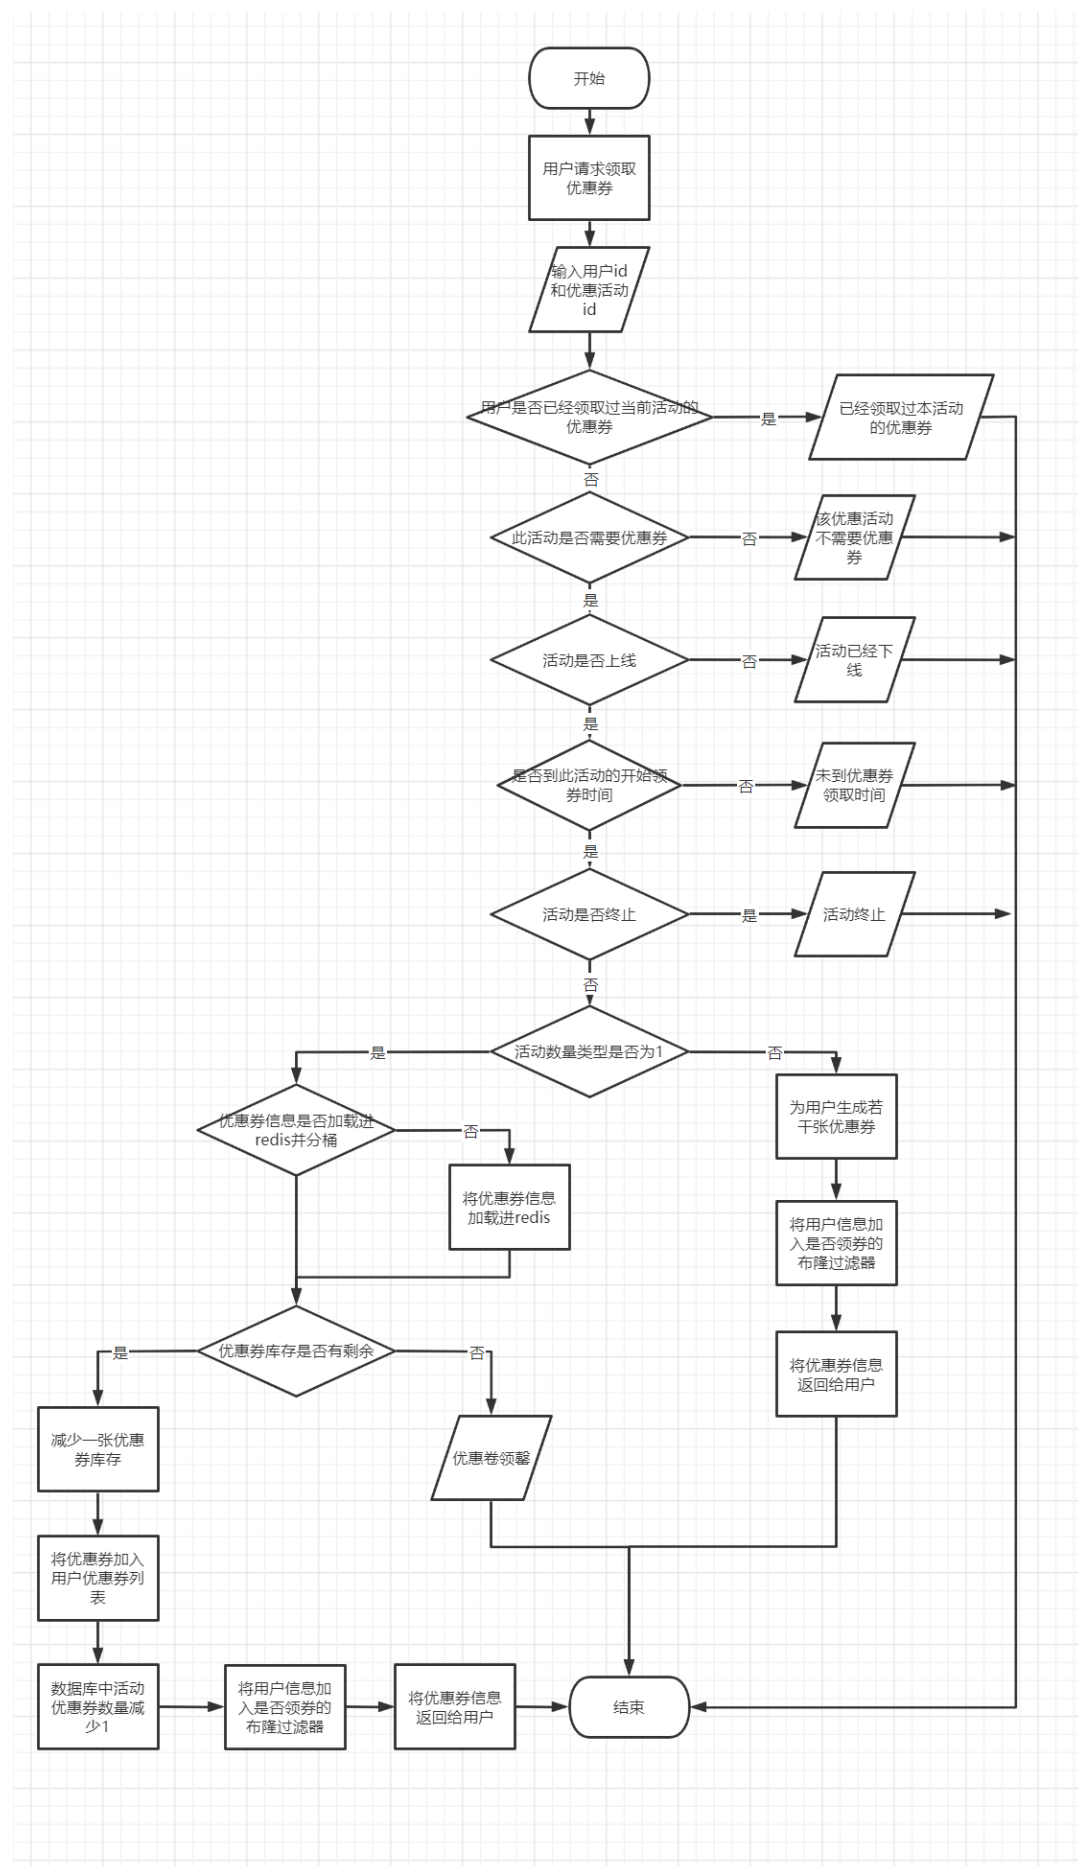 开始
用户请求领取
优惠券
输入用户id
和优惠活动
id
用户是否已经领取过当前活动的
优惠券
是
已经领取过本活动
的优惠券
否
此活动是否需要优惠券
否
该优惠活动
不需要优惠
券
是
活动是否上线
否
活动已经下
线
是
是否到此活动的开始领
券时间
否
未到优惠券
领取时间
是
活动是否终止
是
活动终止
否
活动数量类型是否为1
是
否
优惠券信息是否加载进
redis并分桶
否
为用户生成若
干张优惠券
将优惠券信息
加载进redis
将用户信息加
入是否领券的
布隆过滤器
优惠券库存是否有剩余
是
否
将优惠券信息
返回给用户
减少一张优惠
券库存
优惠卷领罄
将优惠券加入
用户优惠券列
表
数据库中活动
优惠券数量减
少1
将用户信息加
入是否领券的
布隆过滤器
将优惠券信息
返回给用户
结束